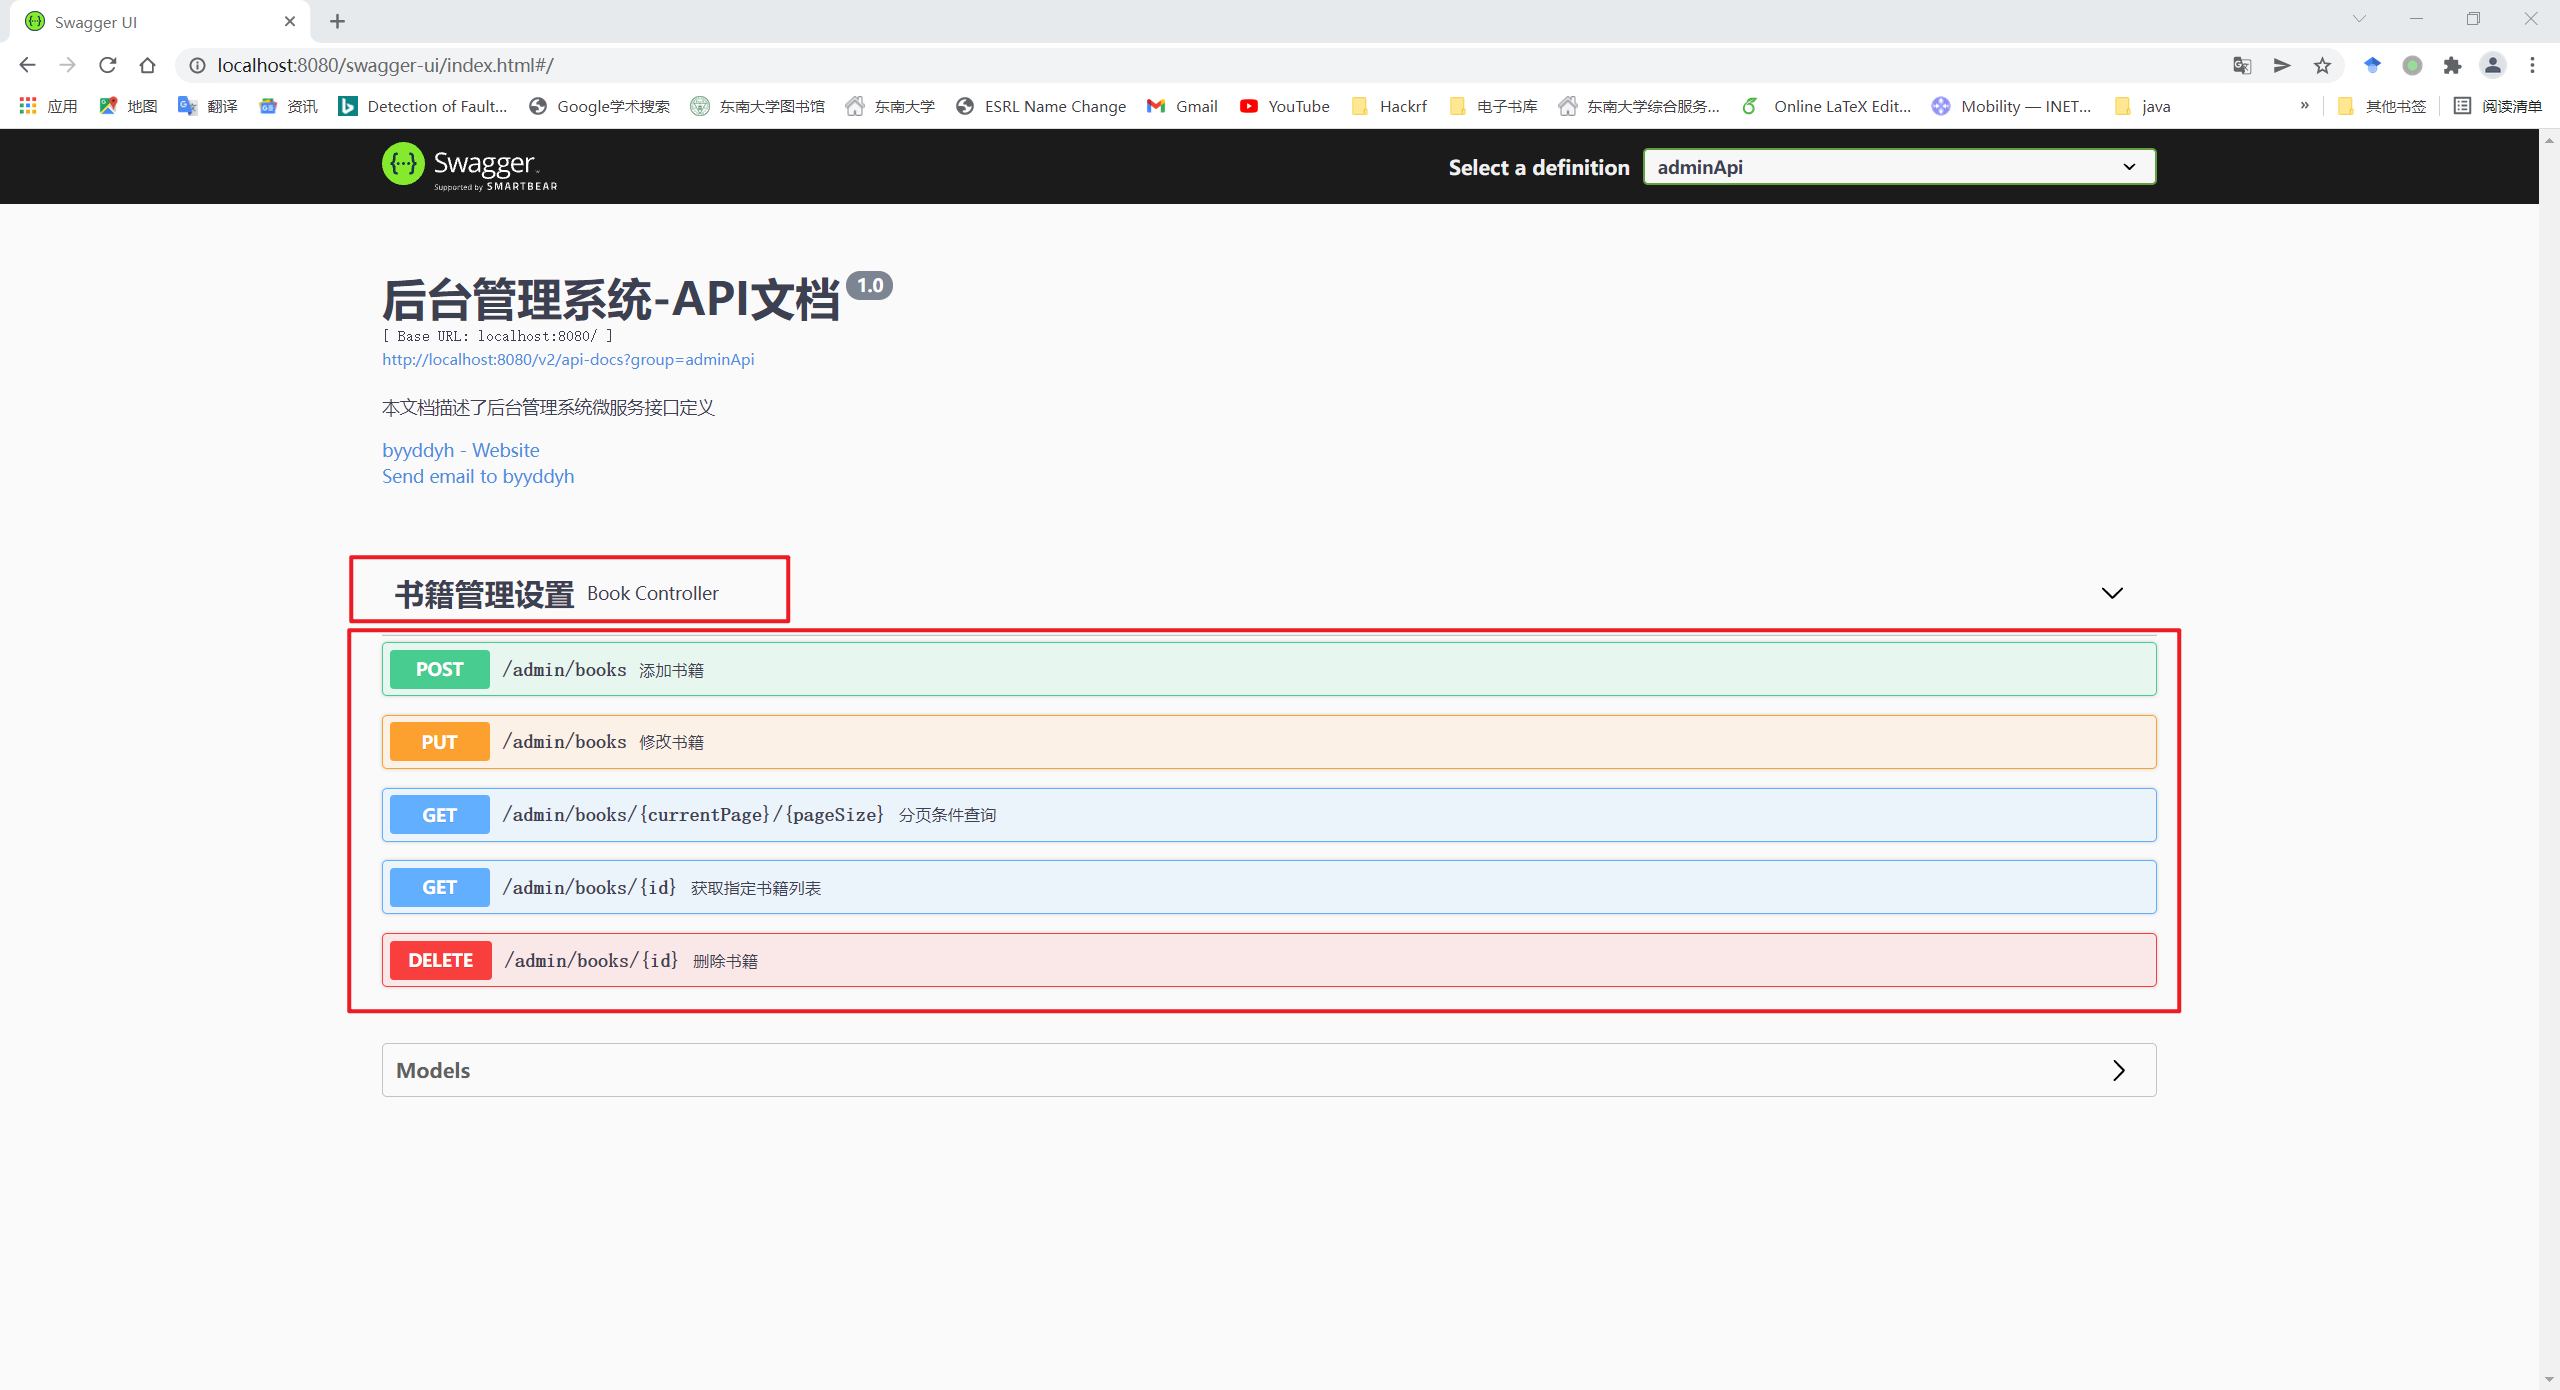 Swagger UI
localhost:8080/swagger-ui/index.html#/
应用 地图 翻译 资讯 Detection of Fault... Google学术搜索 东南大学图书馆 东南大学 ESRL Name Change Gmail YouTube Hackrf 电子书库 东南大学综合服务... Online LaTeX Edit... Mobility — INET... java » 其他书签 阅读清单
Swagger
Supported by SMARTBEAR
Select a definition adminApi
后台管理系统-API文档 1.0
[ Base URL: localhost:8080/ ]
http://localhost:8080/v2/api-docs?group=adminApi
本文档描述了后台管理系统微服务接口定义
byyddyh - Website
Send email to byyddyh
书籍管理设置 Book Controller
POST /admin/books 添加书籍
PUT /admin/books 修改书籍
GET /admin/books/{currentPage}/{pageSize} 分页条件查询
GET /admin/books/{id} 获取指定书籍列表
DELETE /admin/books/{id} 删除书籍
Models